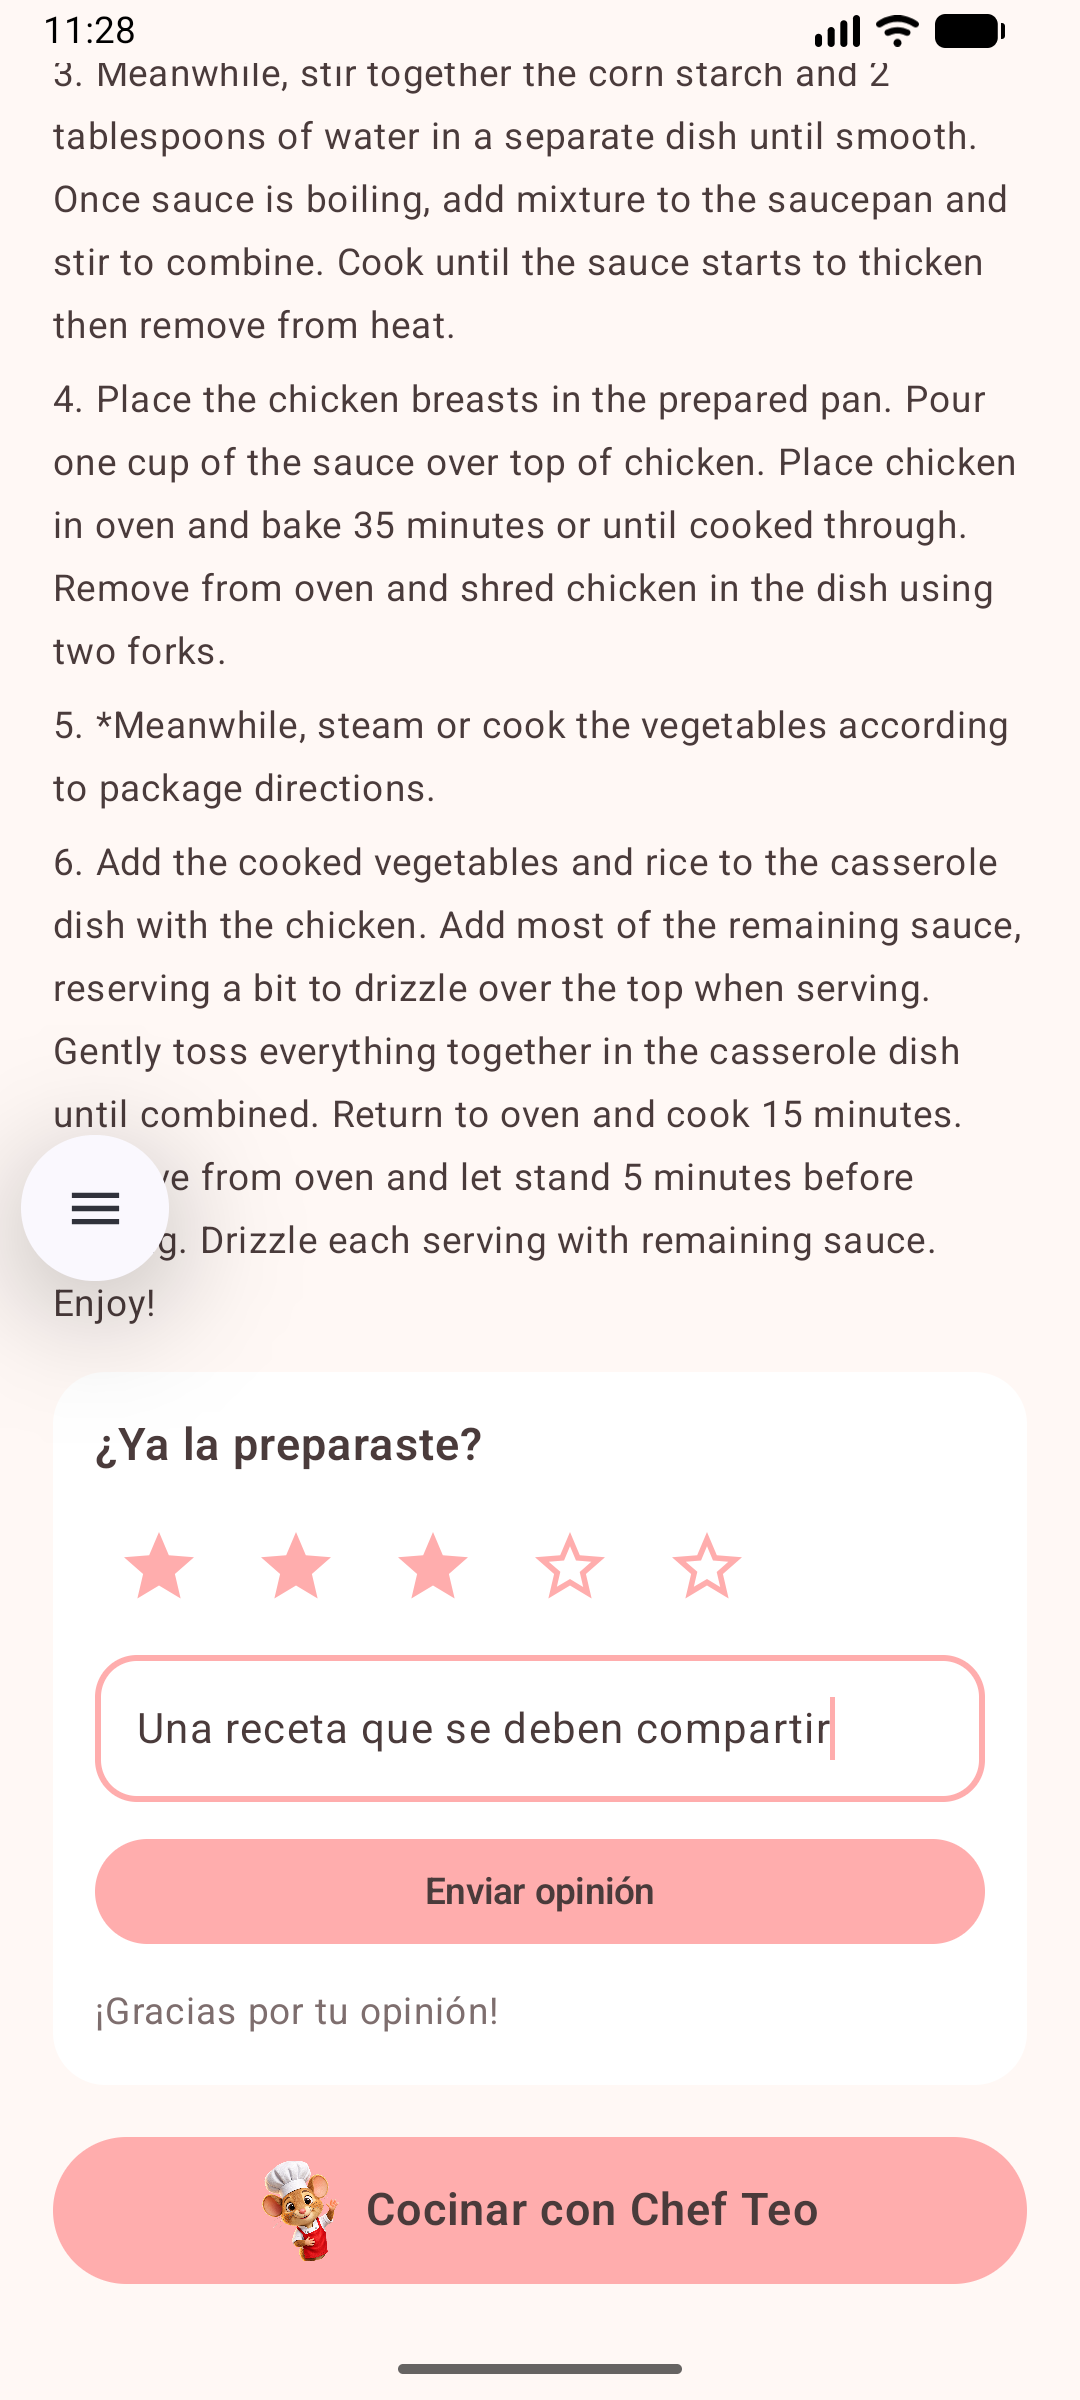 11:28
3. Meanwhile, stir together the corn starch and 2
tablespoons of water in a separate dish until smooth.
Once sauce is boiling, add mixture to the saucepan and
stir to combine. Cook until the sauce starts to thicken
then remove from heat.
4. Place the chicken breasts in the prepared pan. Pour
one cup of the sauce over top of chicken. Place chicken
in oven and bake 35 minutes or until cooked through.
Remove from oven and shred chicken in the dish using
two forks.
5. *Meanwhile, steam or cook the vegetables according
to package directions.
6. Add the cooked vegetables and rice to the casserole
dish with the chicken. Add most of the remaining sauce,
reserving a bit to drizzle over the top when serving.
Gently toss everything together in the casserole dish
until combined. Return to oven and cook 15 minutes.
from oven and let stand 5 minutes before
Drizzle each serving with remaining sauce.
Enjoy!
¿Ya la preparaste?
Una receta que se deben compartir
Enviar opinión
¡Gracias por tu opinión!
Cocinar con Chef Teo